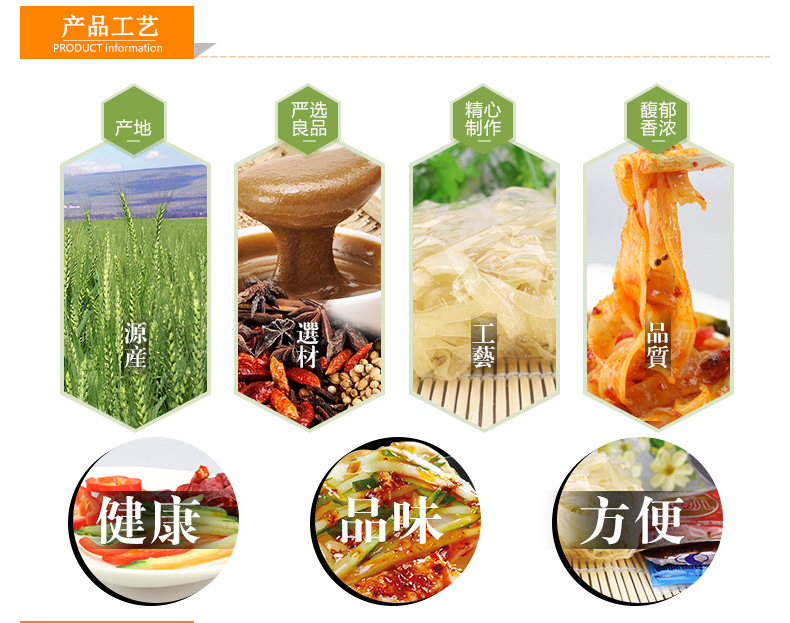 产品工艺
PRODUCT information
产地
严选
良品
精心
制作
馥郁
香浓
源産
選材
工藝
品質
健康
品味
方便